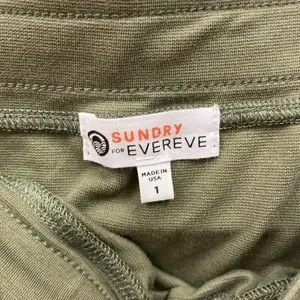 SUNDRY
FOR EVEREVE
MADE IN
USA
1